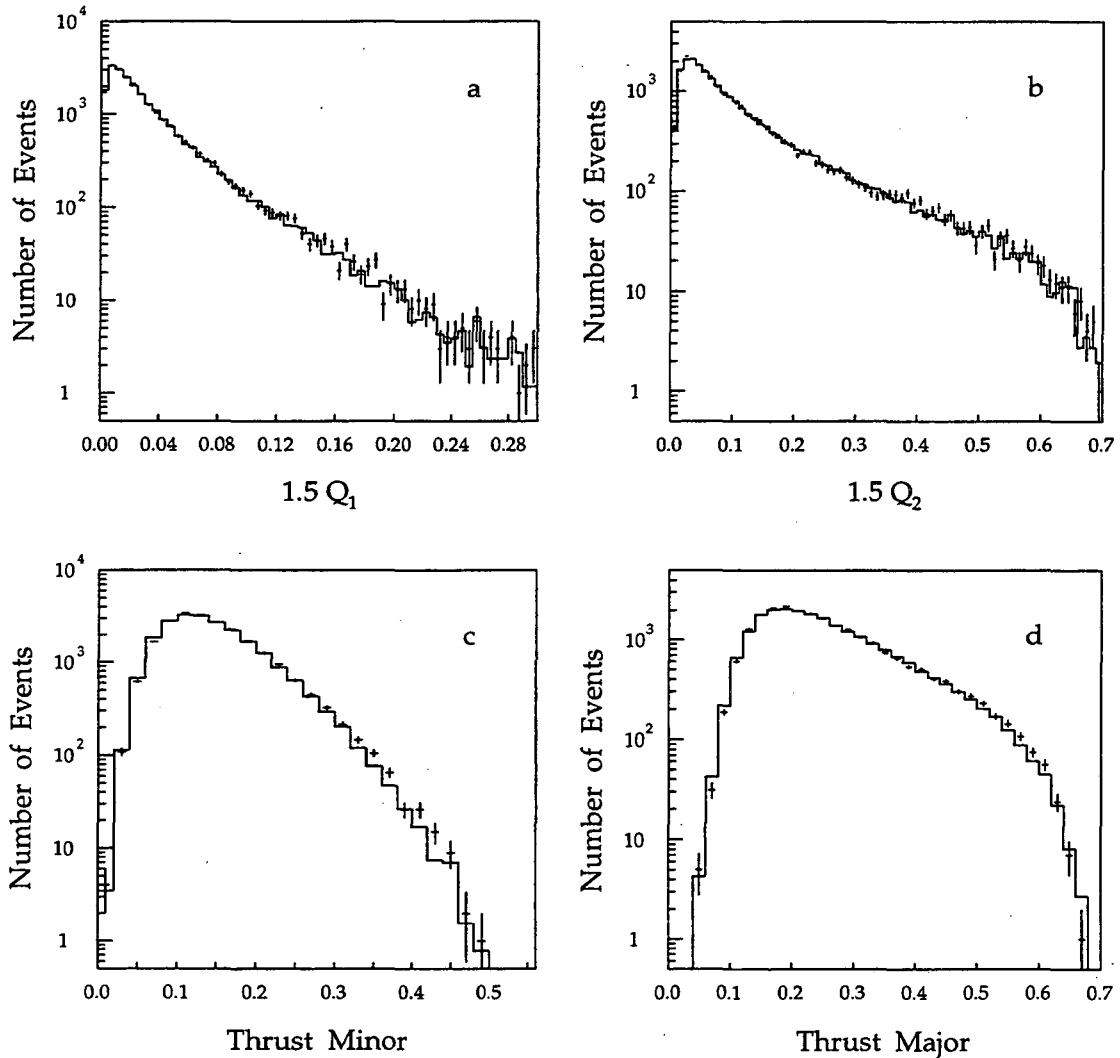 10^4
10^3
10^2
10
1
Number of Events
a
0.00 0.04 0.08 0.12 0.16 0.20 0.24 0.28
1.5 Q_1
10^3
10^2
10
1
Number of Events
b
0.0 0.1 0.2 0.3 0.4 0.5 0.6 0.7
1.5 Q_2
10^4
10^3
10^2
10
1
Number of Events
c
0.0 0.1 0.2 0.3 0.4 0.5
Thrust Minor
10^3
10^2
10
1
Number of Events
d
0.0 0.1 0.2 0.3 0.4 0.5 0.6 0.7
Thrust Major